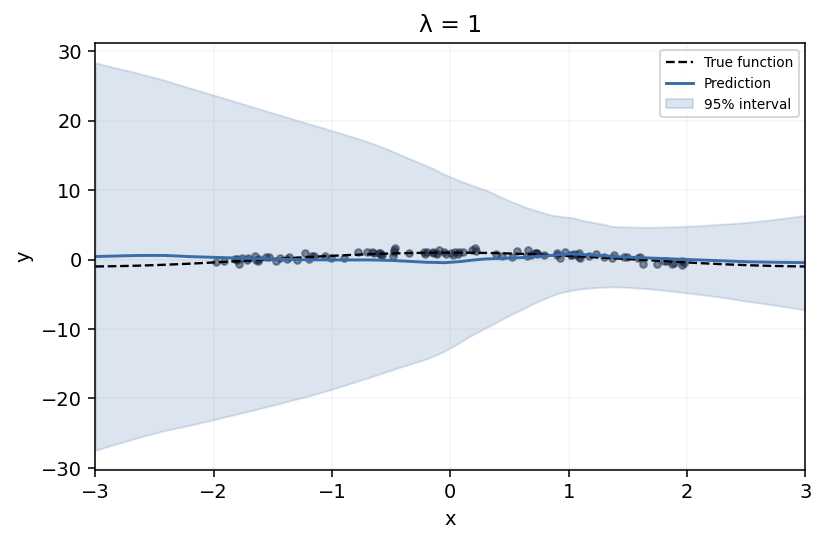 λ = 1
30
20
10
0
−10
−20
−30
y
−3
−2
−1
0
1
2
3
x
True function
Prediction
95% interval